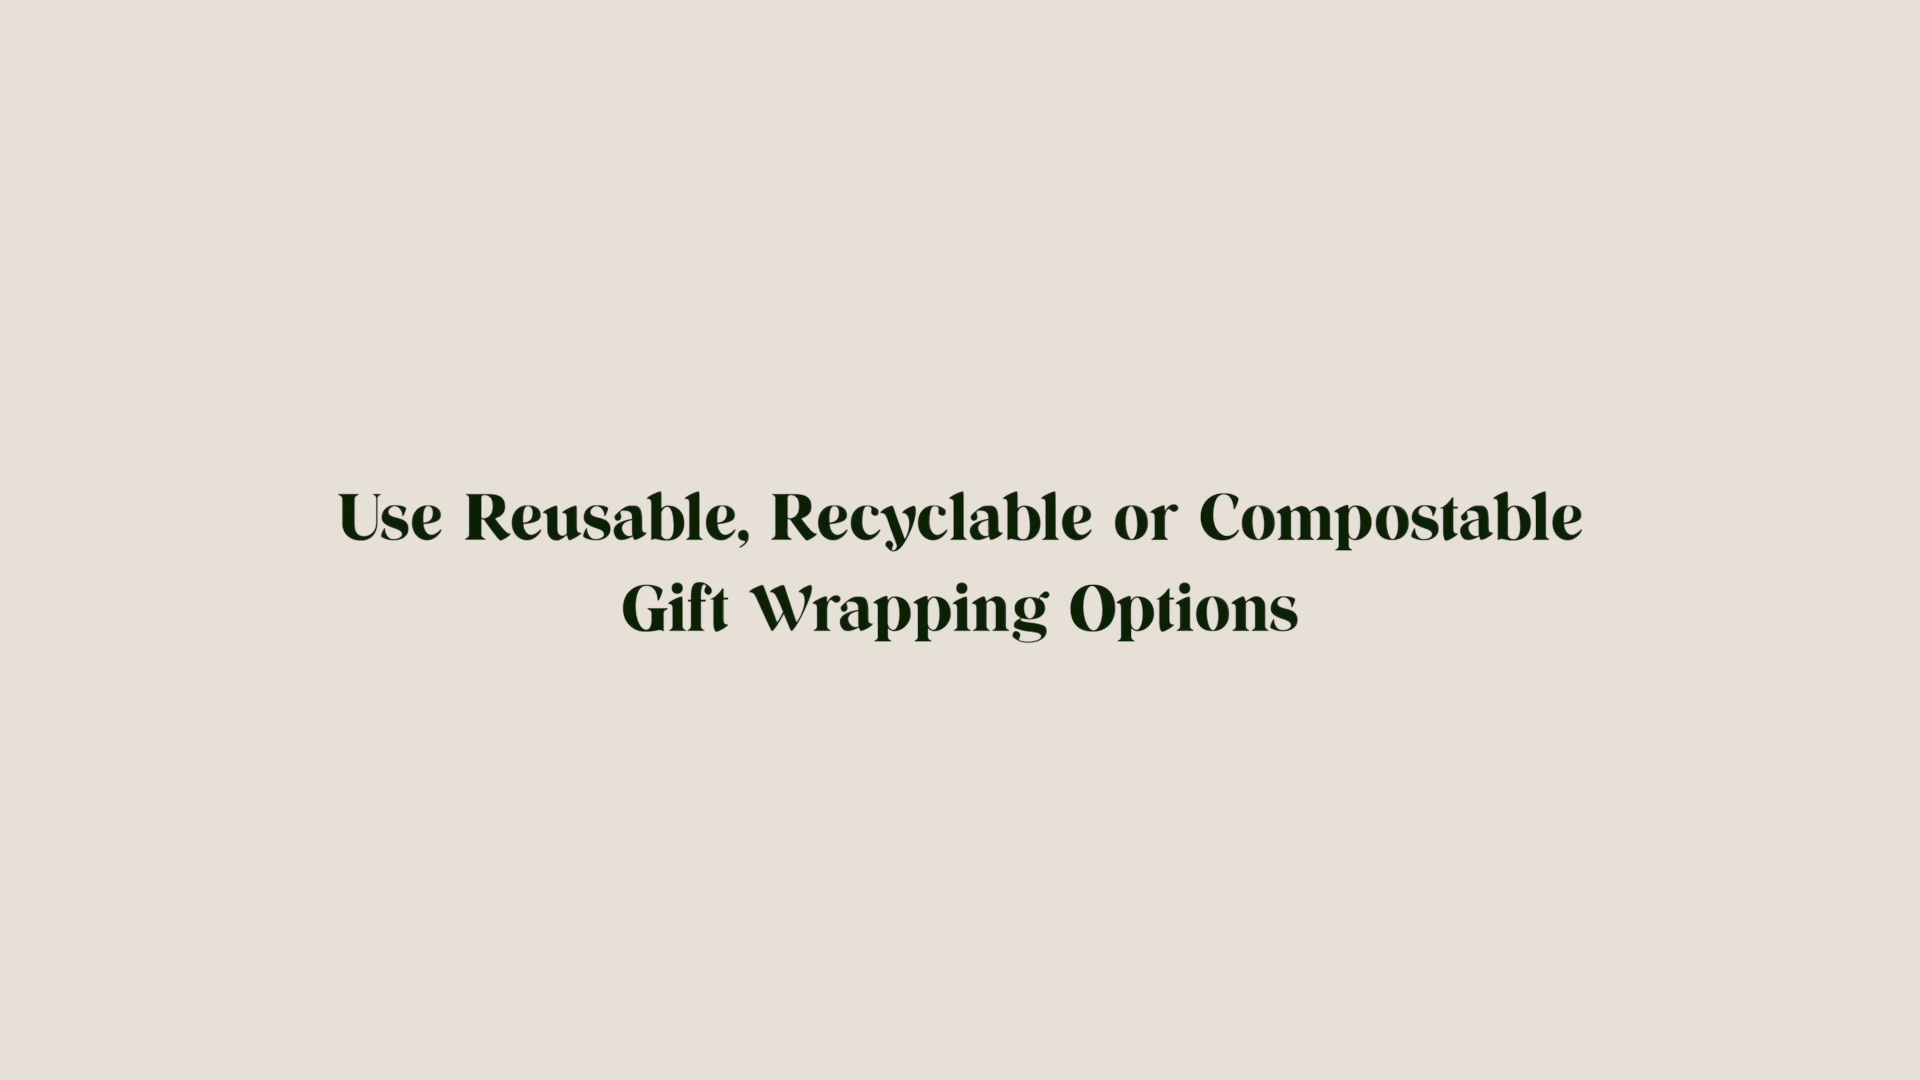 Use Reusable, Recyclable or Compostable
Gift Wrapping Options